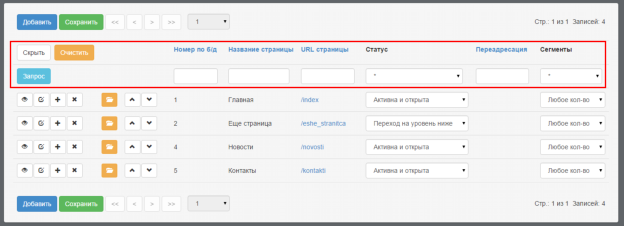 Добавить Сохранить << < > >> 1 Стр.: 1 из 1 Записей: 4
Скрыть Очистить Номер по б/д Название страницы URL страницы Статус Переадресация Сегменты
Запрос * *
1 Главная /index Активна и открыта Любое кол-во
2 Еще страница /eshe_stranitca Переход на уровень ниже Любое кол-во
4 Новости /novosti Активна и открыта Любое кол-во
5 Контакты /kontakti Активна и открыта Любое кол-во
Добавить Сохранить << < > >> 1 Стр.: 1 из 1 Записей: 4